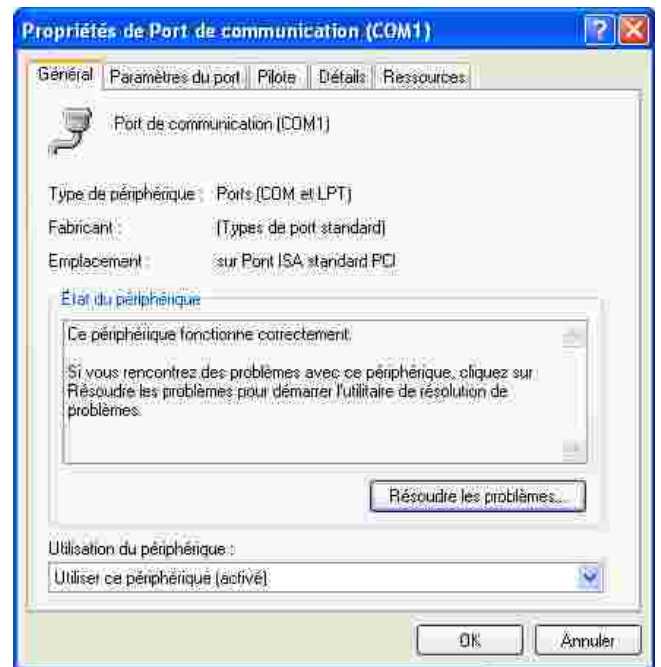 Propriétés de Port de communication (COM1)
Général Paramètres du port Pilote Détails Ressources
Port de communication (COM1)
Type de périphérique : Ports (COM et LPT)
Fabricant : (Types de port standard)
Emplacement : sur Pont ISA standard PCI
État du périphérique
Ce périphérique fonctionne correctement.
Si vous rencontrez des problèmes avec ce périphérique, cliquez sur
Résoudre les problèmes pour démarrer l'utilitaire de résolution de
problèmes.
Résoudre les problèmes...
Utilisation du périphérique :
Utiliser ce périphérique (activé)
OK Annuler